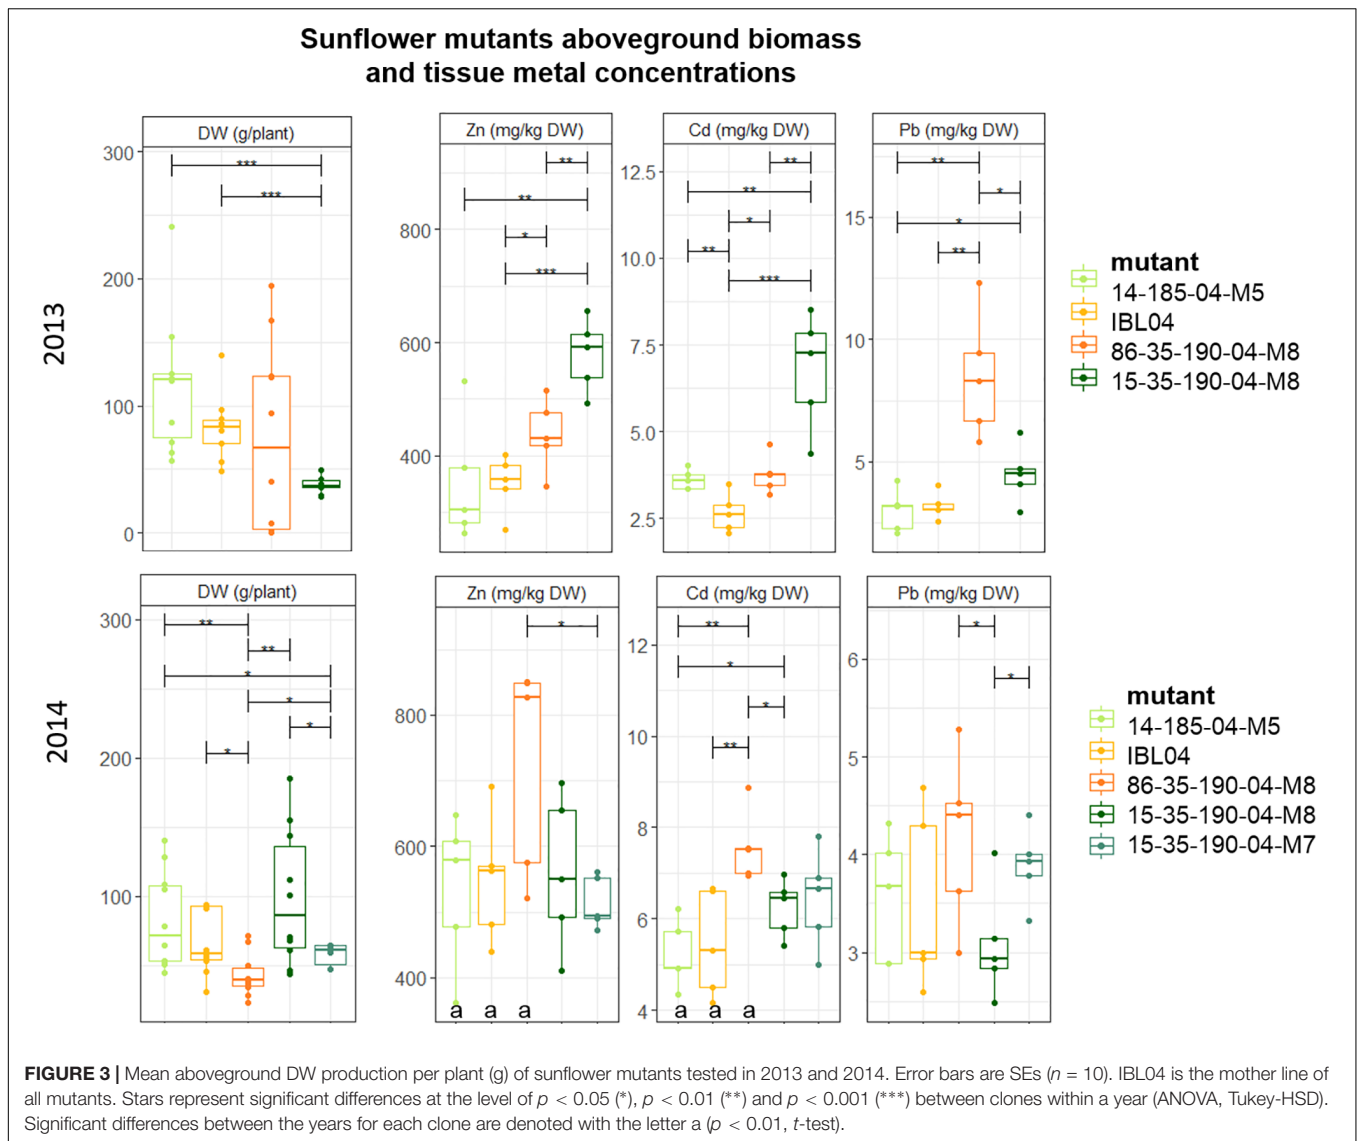 Sunflower mutants aboveground biomass
and tissue metal concentrations
2013
DW (g/plant)
300
200
100
0
***
***
Zn (mg/kg DW)
800
600
400
**
**
*
***
Cd (mg/kg DW)
12.5
10.0
7.5
5.0
2.5
**
**
*
**
***
Pb (mg/kg DW)
15
10
5
**
*
*
**
mutant
14-185-04-M5
IBL04
86-35-190-04-M8
15-35-190-04-M8
2014
DW (g/plant)
300
200
100
**
**
*
*
*
*
Zn (mg/kg DW)
800
600
400
*
a a a
Cd (mg/kg DW)
12
10
8
6
4
**
*
*
**
a a a
Pb (mg/kg DW)
6
5
4
3
*
*
mutant
14-185-04-M5
IBL04
86-35-190-04-M8
15-35-190-04-M8
15-35-190-04-M7
FIGURE 3 | Mean aboveground DW production per plant (g) of sunflower mutants tested in 2013 and 2014. Error bars are SEs (n = 10). IBL04 is the mother line of
all mutants. Stars represent significant differences at the level of p < 0.05 (*), p < 0.01 (**) and p < 0.001 (***) between clones within a year (ANOVA, Tukey-HSD).
Significant differences between the years for each clone are denoted with the letter a (p < 0.01, t-test).